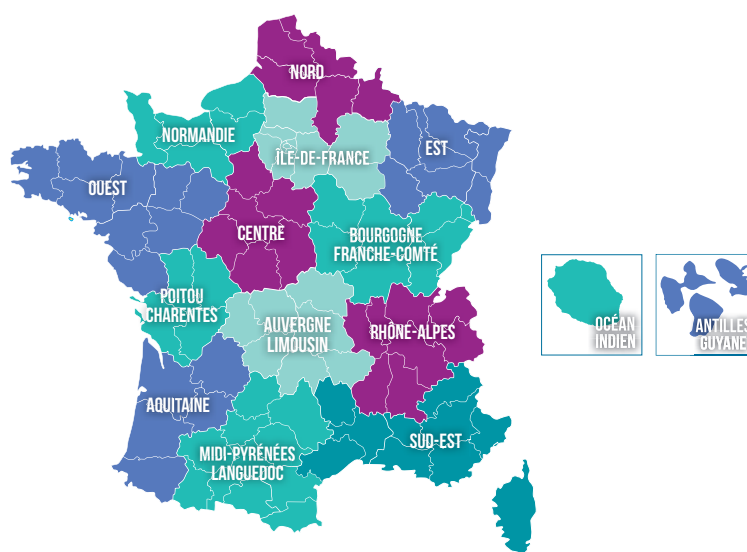 NORD
NORMANDIE
ÎLE-DE-FRANCE
EST
OUEST
CENTRE
BOURGOGNE
FRANCHE-COMTÉ
POITOU
CHARENTES
AUVERGNE
LIMOUSIN
RHÔNE-ALPES
OCÉAN
INDIEN
ANTILLES
GUYANE
AQUITAINE
MIDI-PYRÉNÉES
LANGUEDOC
SUD-EST